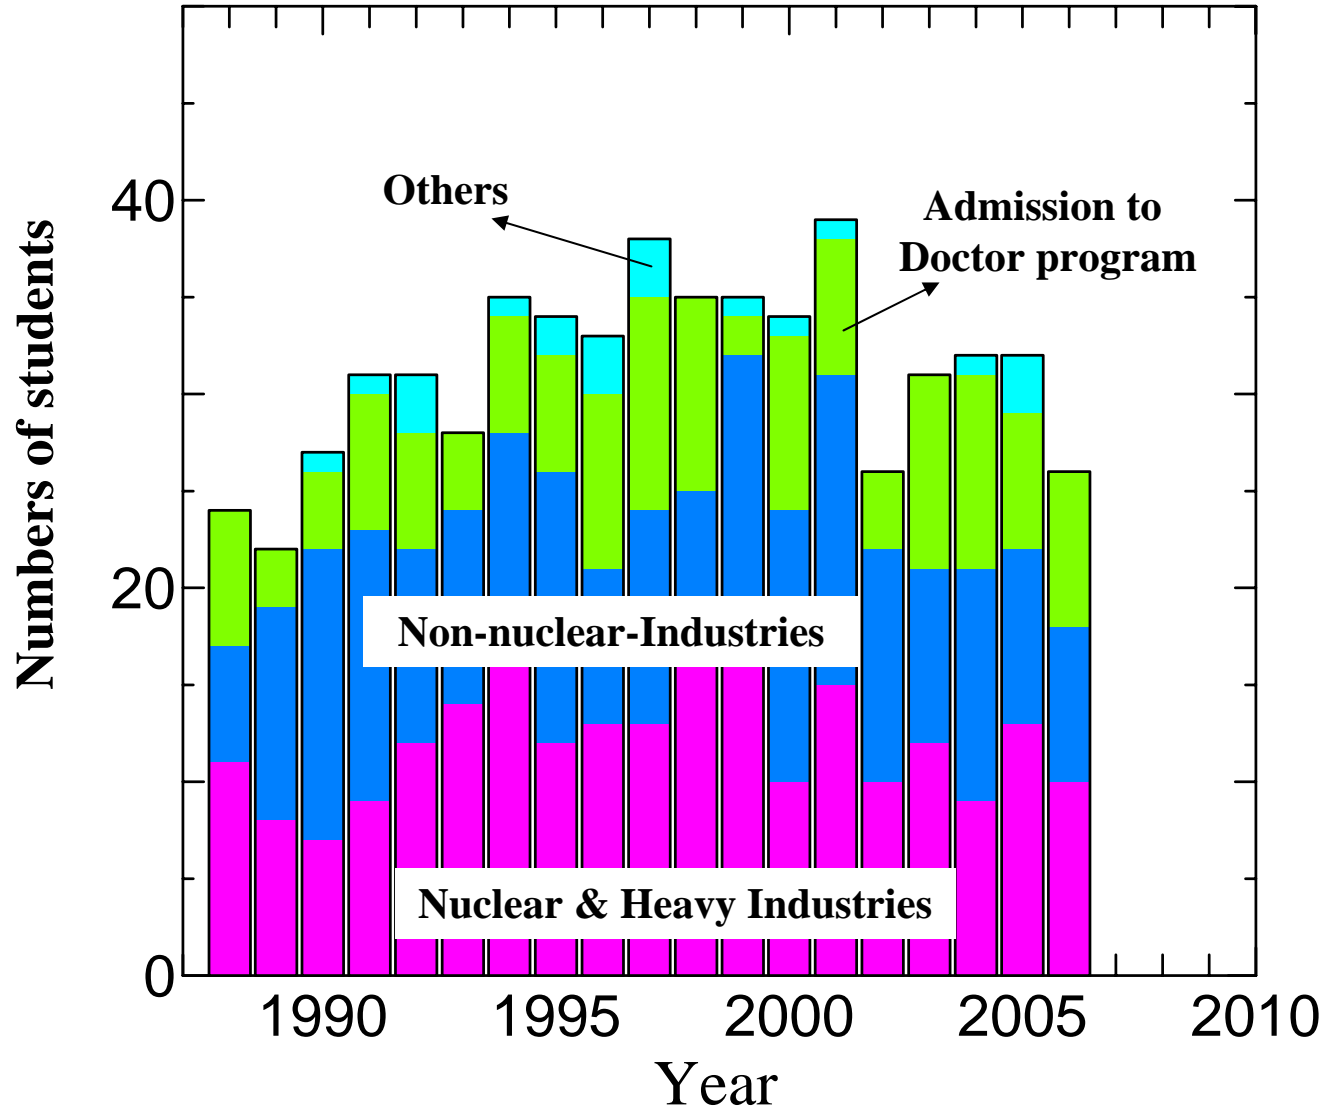 Others
Admission to
Doctor program
40
20
0
Numbers of students
Non-nuclear-Industries
Nuclear & Heavy Industries
1990 1995 2000 2005 2010
Year